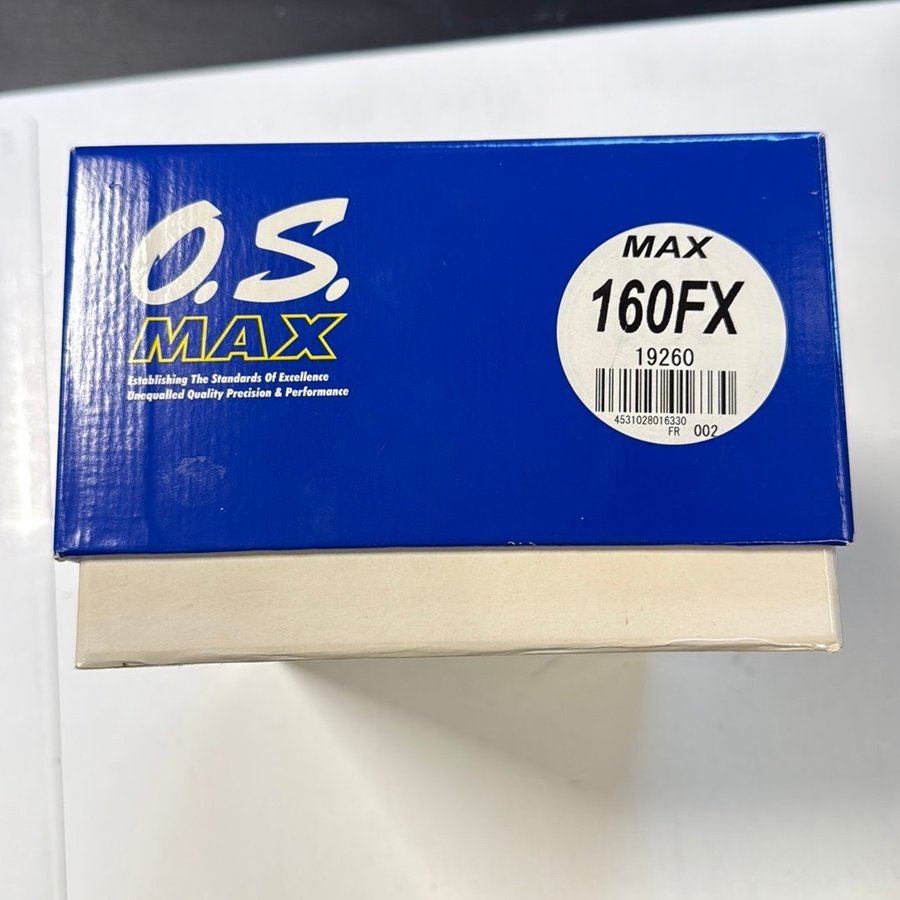 O.S.
MAX
Establishing The Standards Of Excellence
Unequalled Quality Precision & Performance
MAX
160FX
19260
4531028016330
FR 002